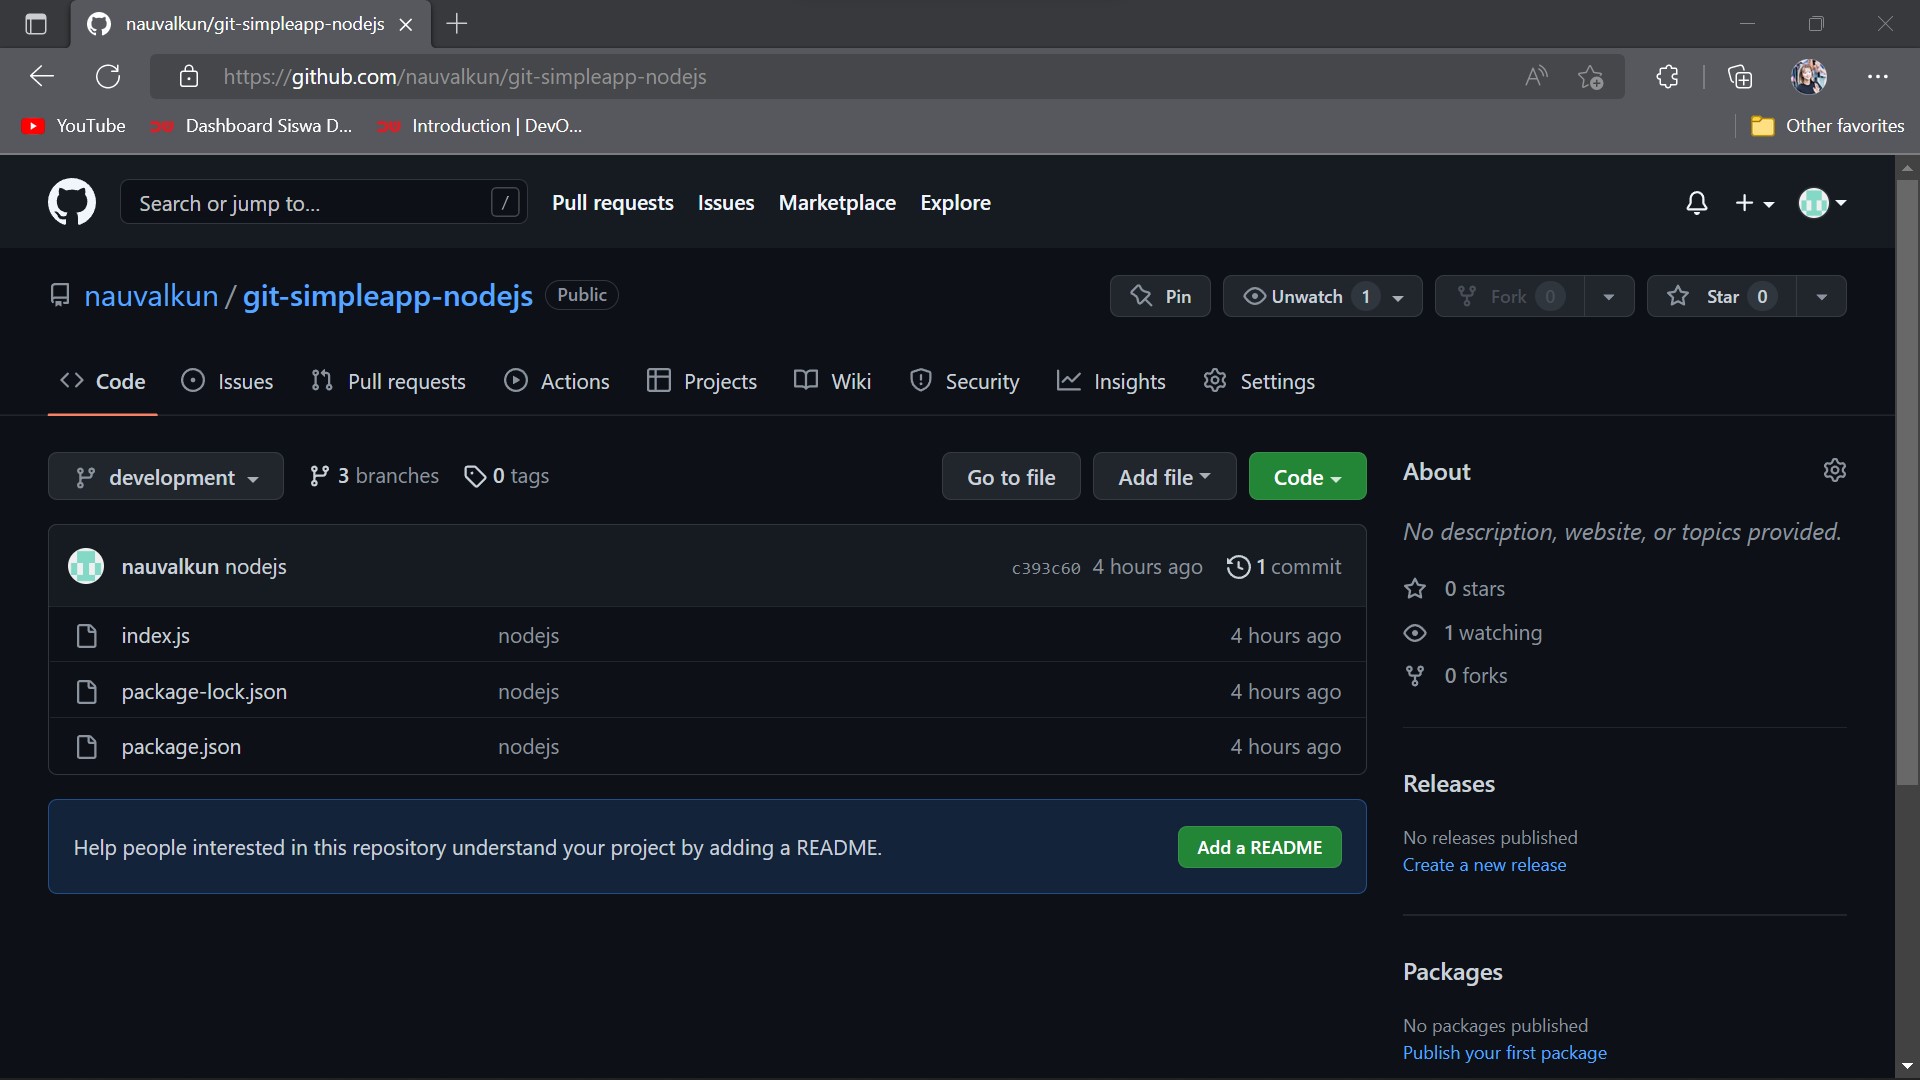 nauvalkun/git-simpleapp-nodejs
https://github.com/nauvalkun/git-simpleapp-nodejs
YouTube Dashboard Siswa D... Introduction | DevO... Other favorites
Search or jump to... / Pull requests Issues Marketplace Explore
nauvalkun / git-simpleapp-nodejs Public Pin Unwatch 1 Fork 0 Star 0
Code Issues Pull requests Actions Projects Wiki Security Insights Settings
development 3 branches 0 tags Go to file Add file Code
nauvalkun nodejs c393c60 4 hours ago 1 commit
index.js nodejs 4 hours ago
package-lock.json nodejs 4 hours ago
package.json nodejs 4 hours ago
Help people interested in this repository understand your project by adding a README. Add a README
About
No description, website, or topics provided.
0 stars
1 watching
0 forks
Releases
No releases published
Create a new release
Packages
No packages published
Publish your first package